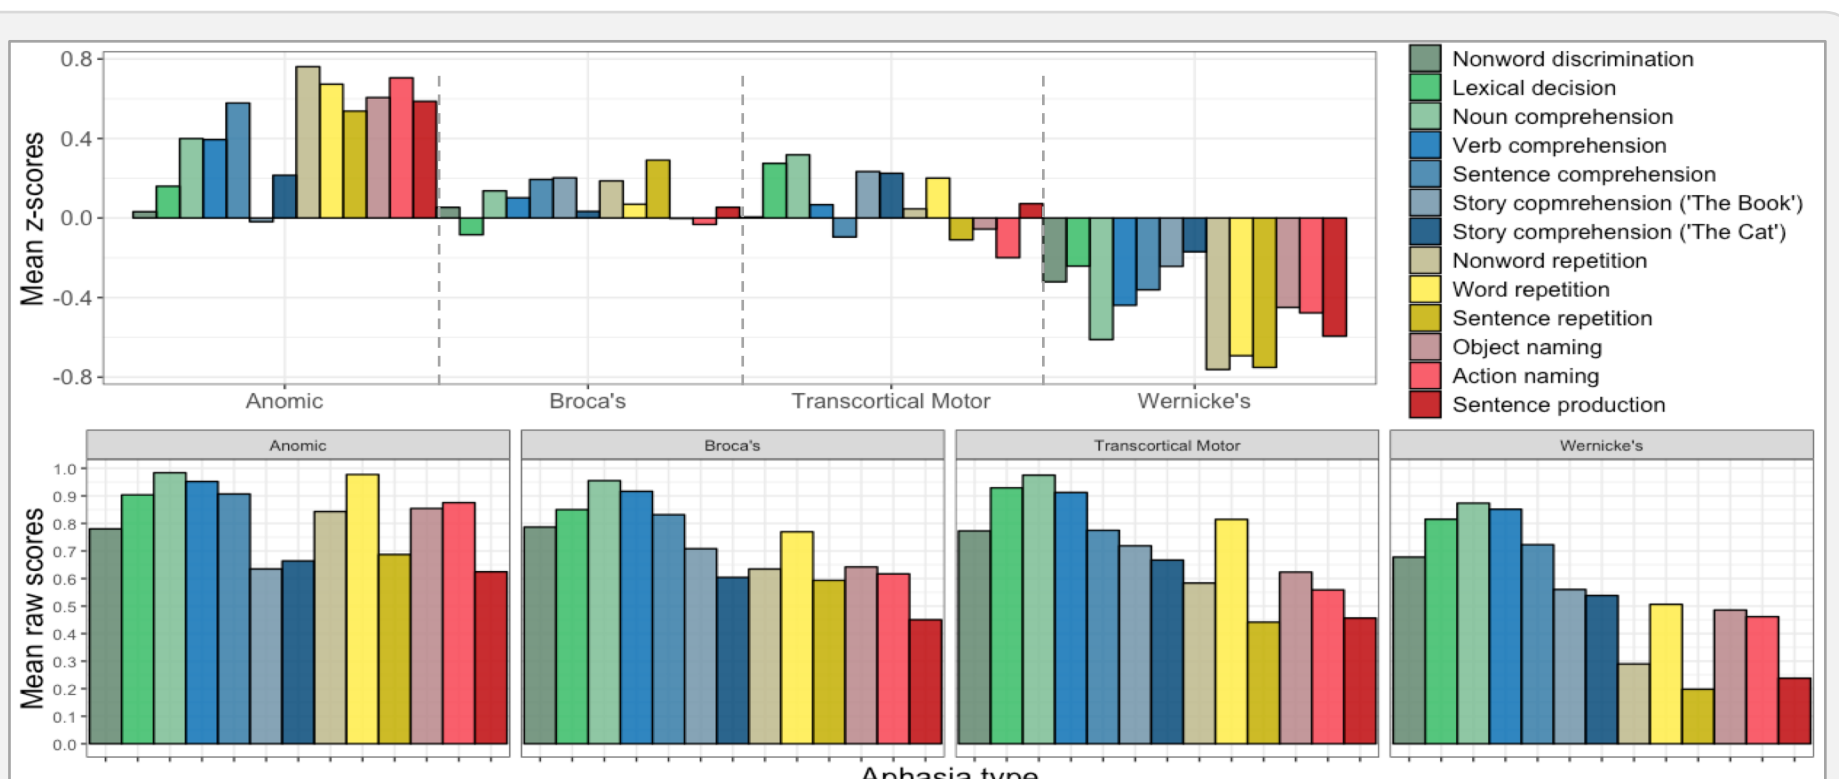 Mean z-scores
0.8
0.4
0.0
-0.4
-0.8
Anomic
Broca's
Transcortical Motor
Wernicke's
Nonword discrimination
Lexical decision
Noun comprehension
Verb comprehension
Sentence comprehension
Story copmrehension ('The Book')
Story comprehension ('The Cat')
Nonword repetition
Word repetition
Sentence repetition
Object naming
Action naming
Sentence production
Anomic
Broca's
Transcortical Motor
Wernicke's
Mean raw scores
1.0
0.9
0.8
0.7
0.6
0.5
0.4
0.3
0.2
0.1
0.0
Aphasia type